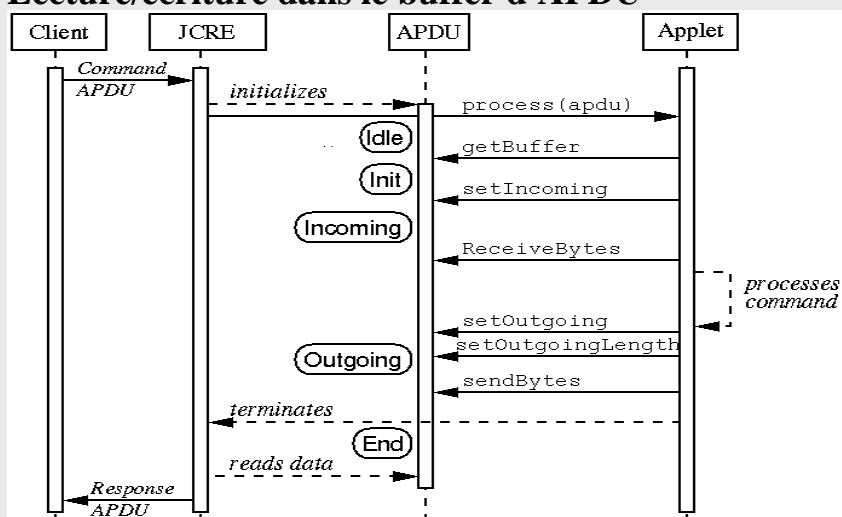 Lecture/écriture dans le buffer d'APDU
Client
JCRE
APDU
Applet
Command
APDU
initializes
process(apdu)
Idle
getBuffer
Init
setIncoming
Incoming
ReceiveBytes
processes
command
setOutgoing
setOutgoingLength
Outgoing
sendBytes
terminates
End
reads data
Response
APDU